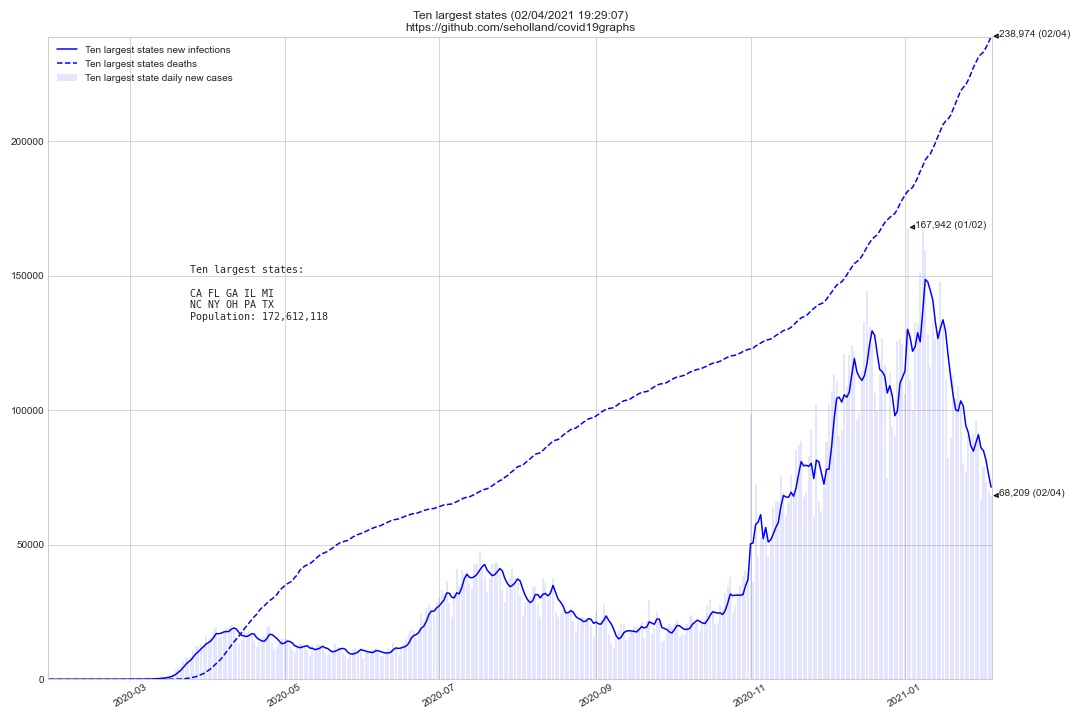 Ten largest states (02/04/2021 19:29:07)
https://github.com/seholland/covid19graphs
Ten largest states new infections
Ten largest states deaths
Ten largest state daily new cases
238,974 (02/04)
200000
167,942 (01/02)
150000
Ten largest states:
CA FL GA IL MI
NC NY OH PA TX
Population: 172,612,118
100000
68,209 (02/04)
50000
0
2020-03
2020-05
2020-07
2020-09
2020-11
2021-01